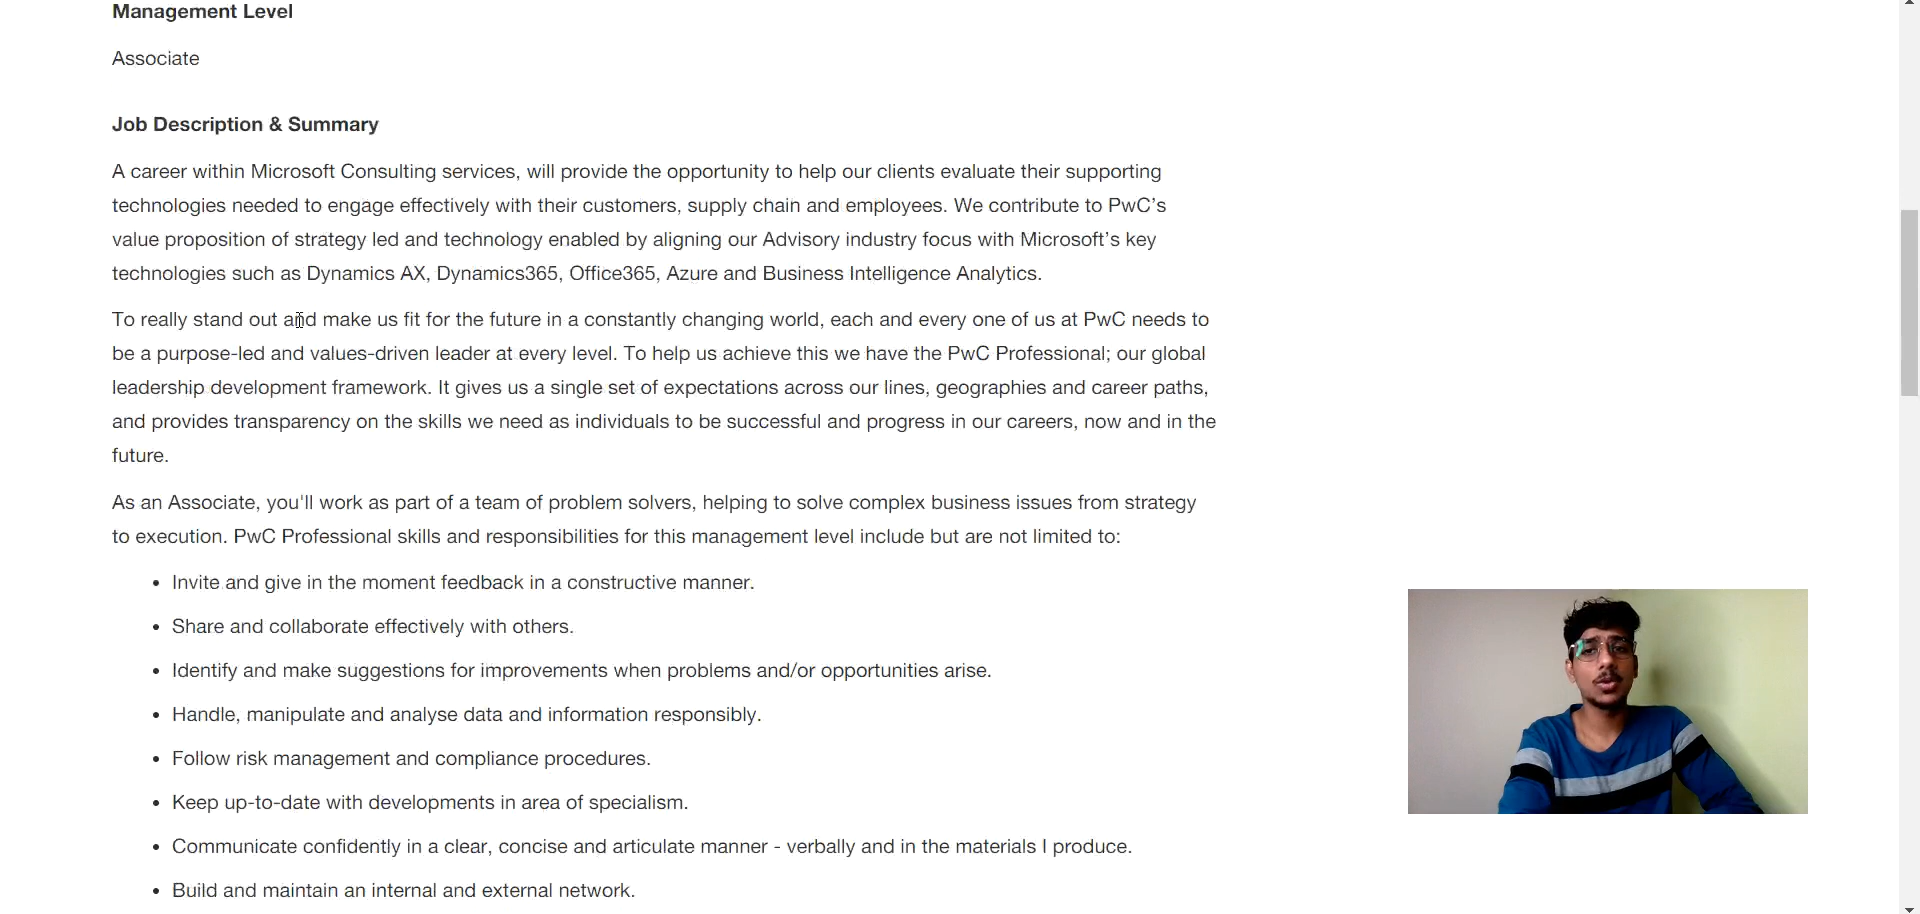 Management Level
Associate
Job Description & Summary
A career within Microsoft Consulting services, will provide the opportunity to help our clients evaluate their supporting
technologies needed to engage effectively with their customers, supply chain and employees. We contribute to PwC’s
value proposition of strategy led and technology enabled by aligning our Advisory industry focus with Microsoft’s key
technologies such as Dynamics AX, Dynamics365, Office365, Azure and Business Intelligence Analytics.
To really stand out and make us fit for the future in a constantly changing world, each and every one of us at PwC needs to
be a purpose-led and values-driven leader at every level. To help us achieve this we have the PwC Professional; our global
leadership development framework. It gives us a single set of expectations across our lines, geographies and career paths,
and provides transparency on the skills we need as individuals to be successful and progress in our careers, now and in the
future.
As an Associate, you'll work as part of a team of problem solvers, helping to solve complex business issues from strategy
to execution. PwC Professional skills and responsibilities for this management level include but are not limited to:
• Invite and give in the moment feedback in a constructive manner.
• Share and collaborate effectively with others.
• Identify and make suggestions for improvements when problems and/or opportunities arise.
• Handle, manipulate and analyse data and information responsibly.
• Follow risk management and compliance procedures.
• Keep up-to-date with developments in area of specialism.
• Communicate confidently in a clear, concise and articulate manner - verbally and in the materials I produce.
• Build and maintain an internal and external network.